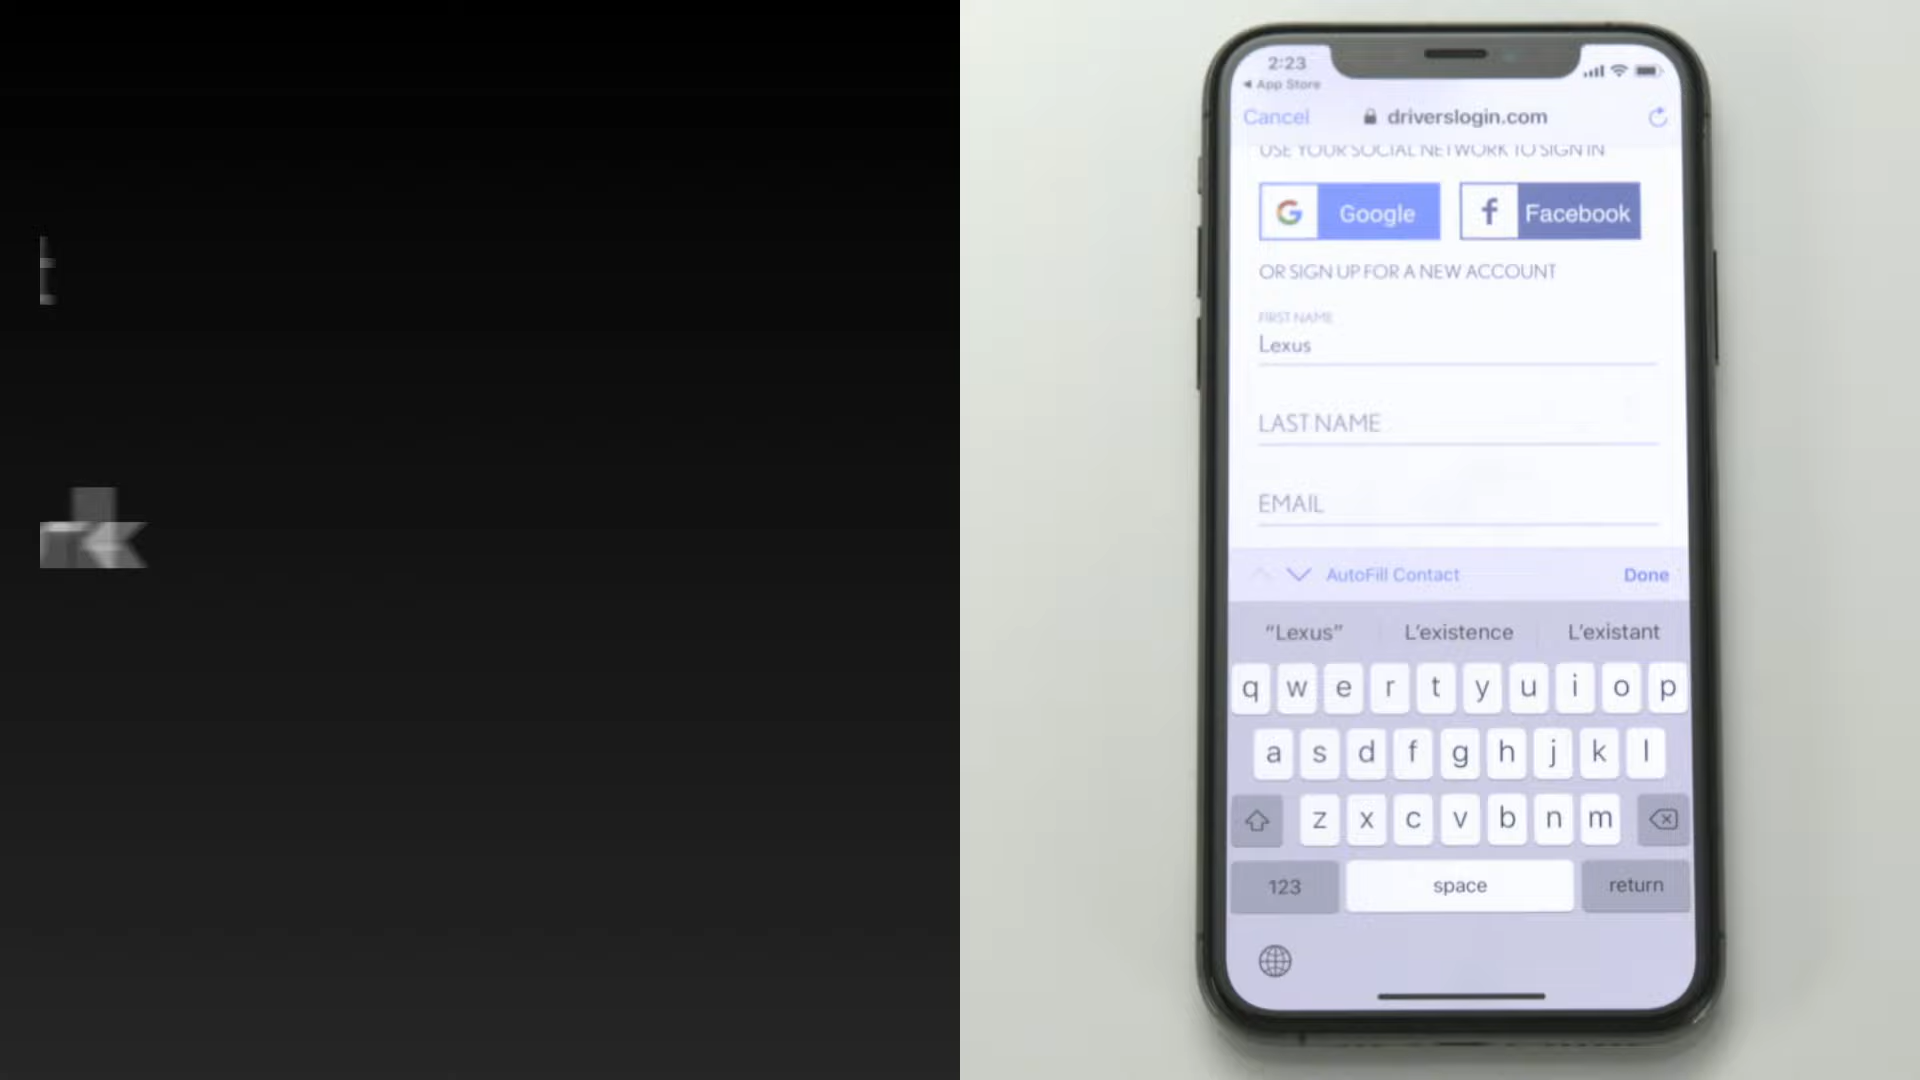 2:23
App Store
Cancel
driverslogin.com
USE YOUR SOCIAL NETWORK TO SIGN IN
Google
Facebook
OR SIGN UP FOR A NEW ACCOUNT
FIRST NAME
Lexus
LAST NAME
EMAIL
AutoFill Contact
Done
“Lexus”
L’existence
L’existant
q w e r t y u i o p
a s d f g h j k l
z x c v b n m
123
space
return